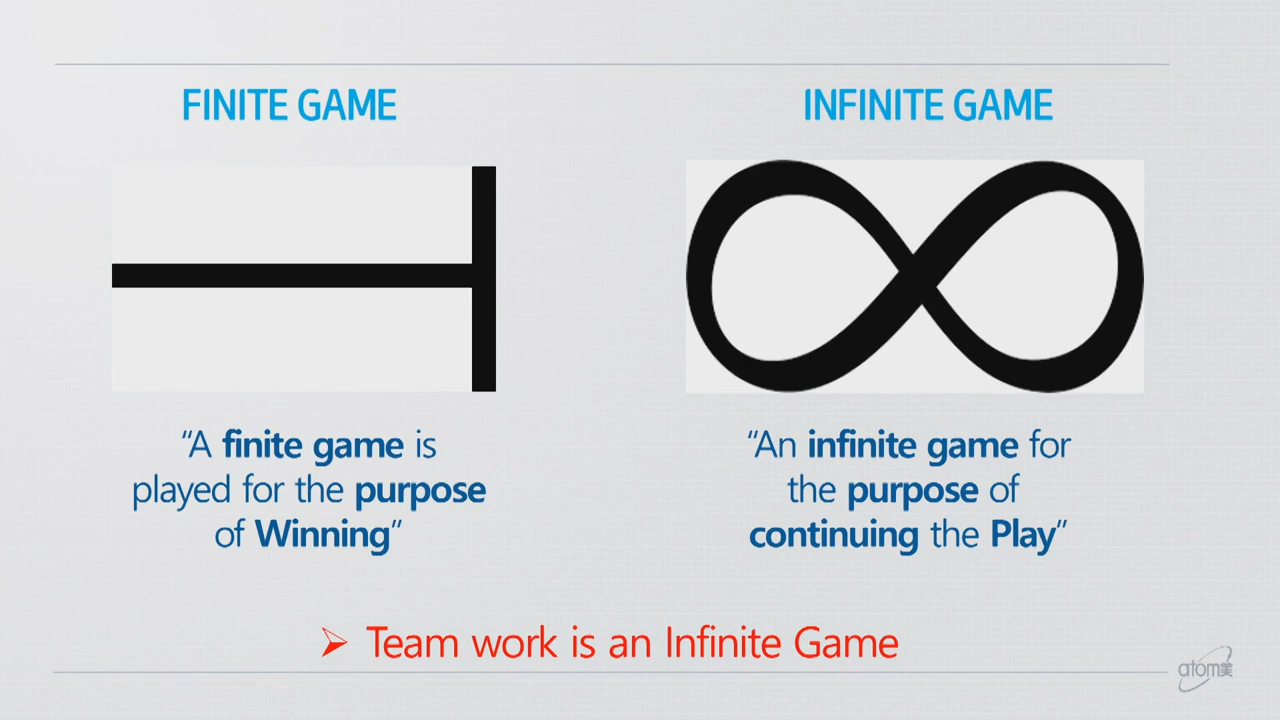 FINITE GAME
INFINITE GAME
“A finite game is
played for the purpose
of Winning”
“An infinite game for
the purpose of
continuing the Play”
Team work is an Infinite Game
atom美